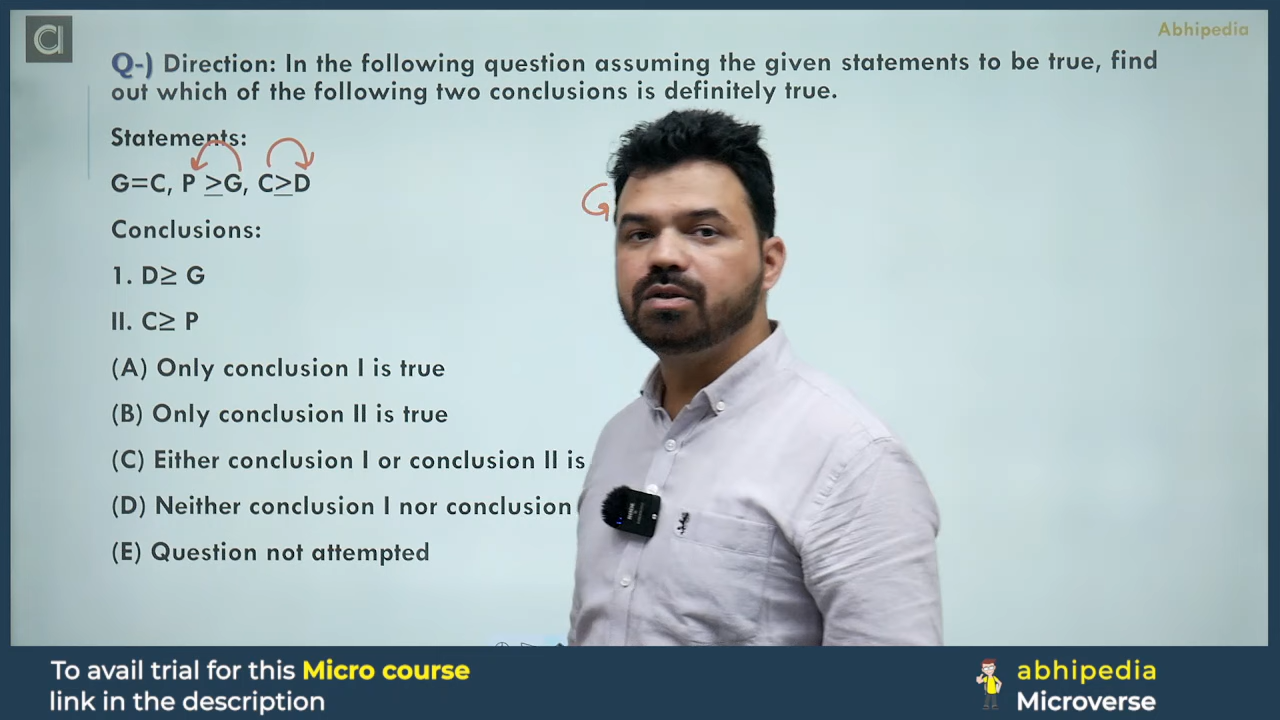 Abhipedia
Q-) Direction: In the following question assuming the given statements to be true, find
out which of the following two conclusions is definitely true.
Statements:
G=C, P ≥G, C≥D
G
Conclusions:
1. D≥ G
II. C≥ P
(A) Only conclusion I is true
(B) Only conclusion II is true
(C) Either conclusion I or conclusion II is
(D) Neither conclusion I nor conclusion
(E) Question not attempted
To avail trial for this Micro course
link in the description
abhipedia
Microverse